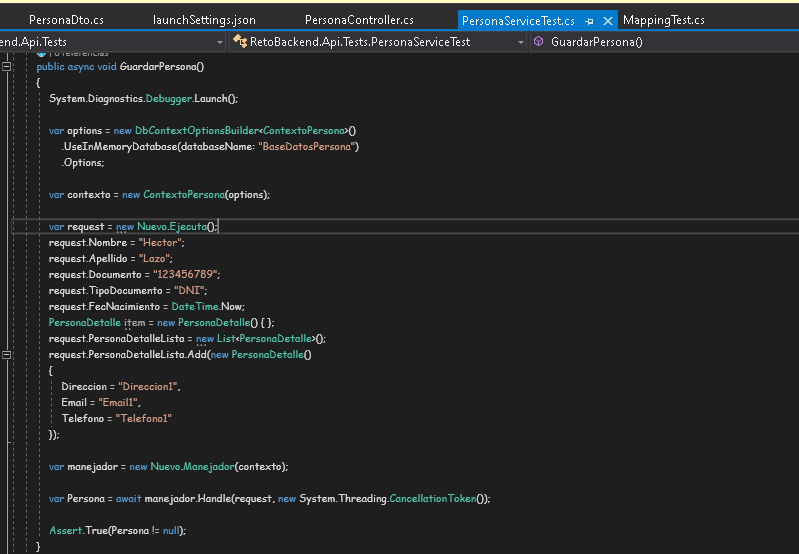 PersonaDto.cs launchSettings.json PersonaController.cs PersonaServiceTest.cs MappingTest.cs
end.Api.Tests RetoBackend.Api.Tests.PersonaServiceTest GuardarPersona()
referencias
public async void GuardarPersona()
{
System.Diagnostics.Debugger.Launch();
var options = new DbContextOptionsBuilder<ContextoPersona>()
.UseInMemoryDatabase(databaseName: "BaseDatosPersona")
.Options;
var contexto = new ContextoPersona(options);
var request = new Nuevo.Ejecuta();
request.Nombre = "Hector";
request.Apellido = "Lazo";
request.Documento = "123456789";
request.TipoDocumento = "DNI";
request.FecNacimiento = DateTime.Now;
PersonaDetalle item = new PersonaDetalle() { };
request.PersonaDetalleLista = new List<PersonaDetalle>();
request.PersonaDetalleLista.Add(new PersonaDetalle()
{
Direccion = "Direccion1",
Email = "Email1",
Telefono = "Telefono1"
});
var manejador = new Nuevo.Manejador(contexto);
var Persona = await manejador.Handle(request, new System.Threading.CancellationToken());
Assert.True(Persona != null);
}